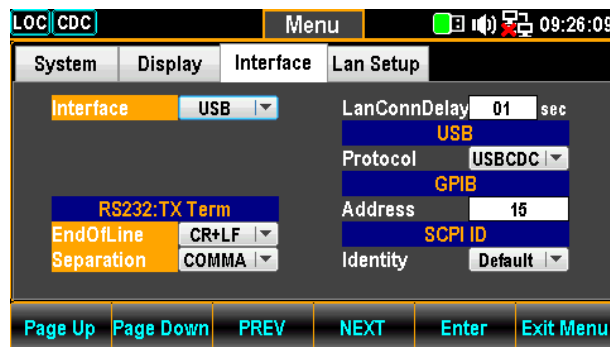 LOC CDC Menu 09:26:09
System Display Interface Lan Setup
Interface USB
LanConnDelay 01 sec
USB
Protocol USBCDC
GPIB
RS232:TX Term
Address 15
EndOfLine CR+LF
SCPI ID
Separation COMMA
Identity Default
Page Up Page Down PREV NEXT Enter Exit Menu